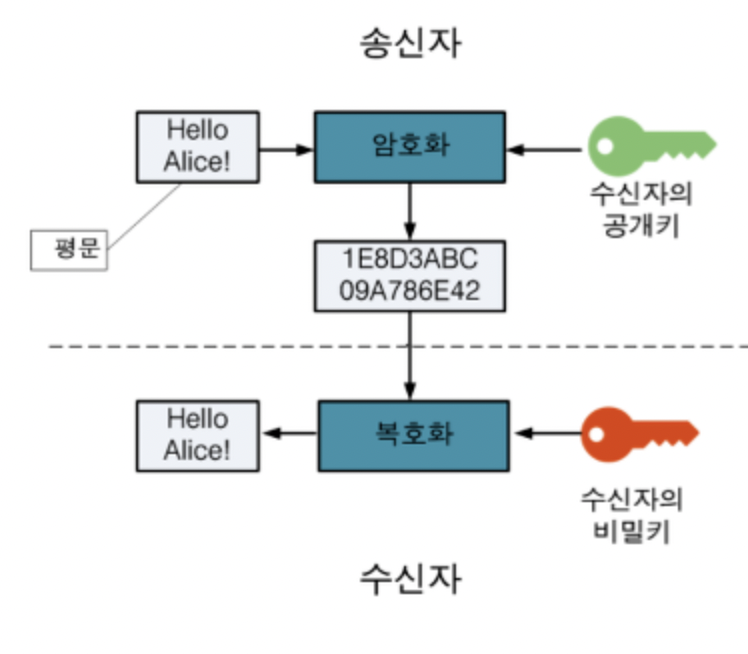 송신자
Hello
Alice!
암호화
수신자의
공개키
평문
1E8D3ABC
09A786E42
Hello
Alice!
복호화
수신자의
비밀키
수신자